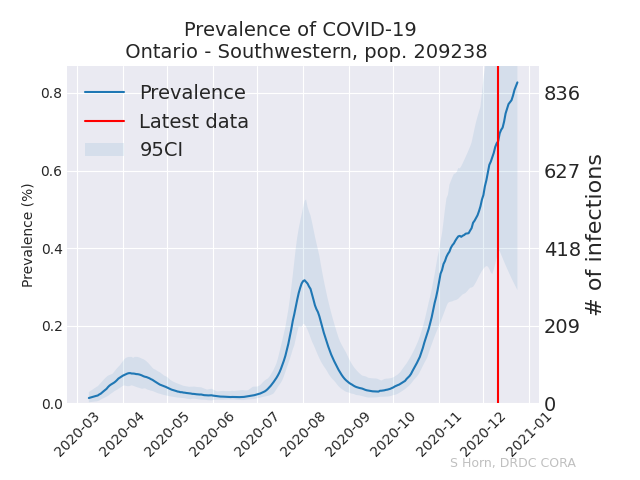 Prevalence of COVID-19
Ontario - Southwestern, pop. 209238
Prevalence
Latest data
95CI
Prevalence (%)
0.8
0.6
0.4
0.2
0.0
836
627
418
209
0
# of infections
2020-03
2020-04
2020-05
2020-06
2020-07
2020-08
2020-09
2020-10
2020-11
2020-12
2021-01
S Horn, DRDC CORA